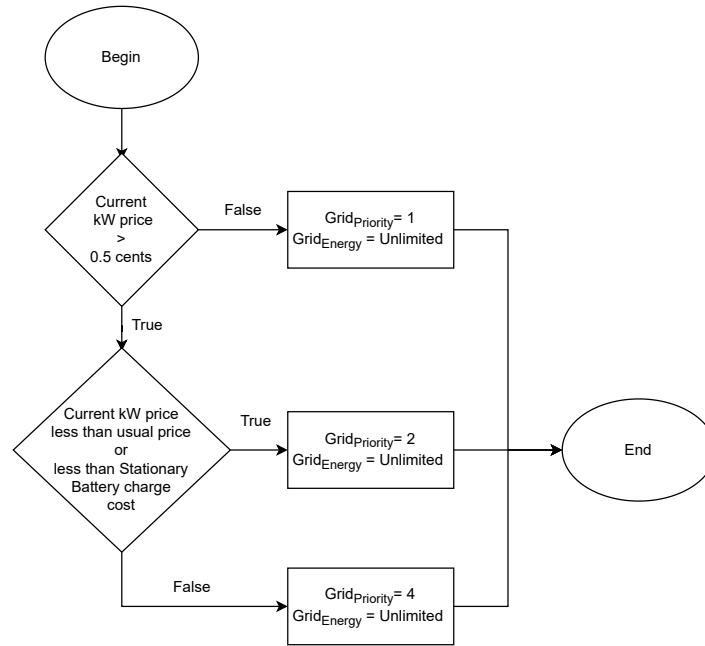 Begin
Current
kW price
>
0.5 cents
False
GridPriority= 1
GridEnergy = Unlimited
True
Current kW price
less than usual price
or
less than Stationary
Battery charge
cost
True
GridPriority= 2
GridEnergy = Unlimited
End
False
GridPriority= 4
GridEnergy = Unlimited